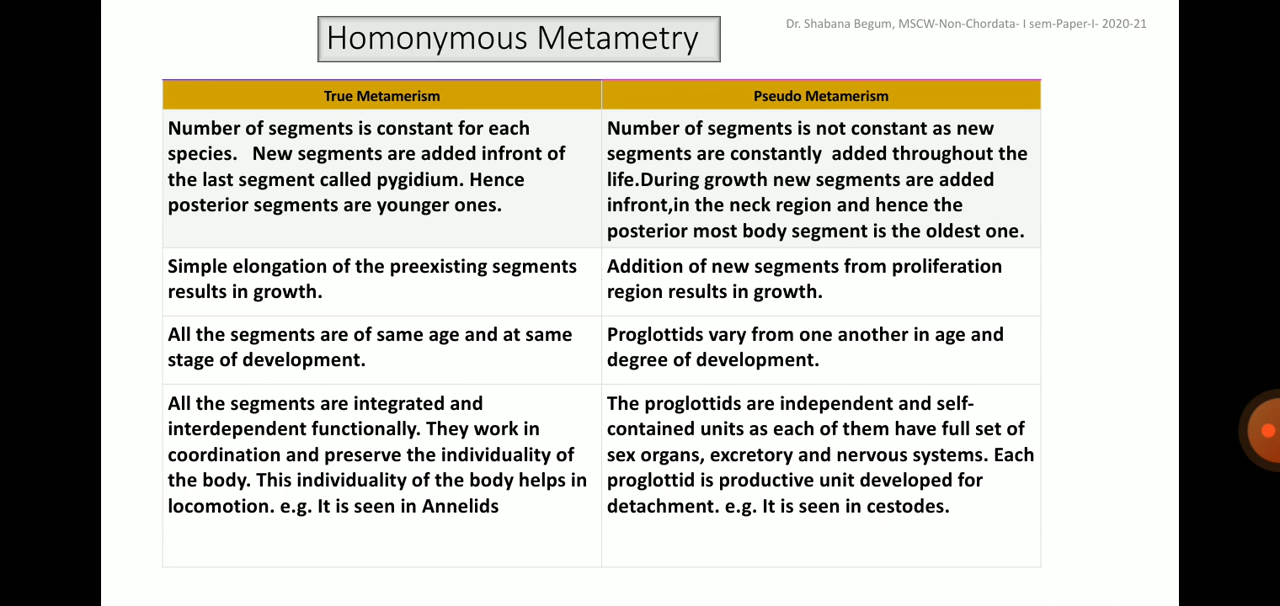 Dr. Shabana Begum, MSCW-Non-Chordata- I sem-Paper-I- 2020-21
Homonymous Metametry
True Metamerism
Pseudo Metamerism
Number of segments is constant for each
species. New segments are added infront of
the last segment called pygidium. Hence
posterior segments are younger ones.
Number of segments is not constant as new
segments are constantly added throughout the
life.During growth new segments are added
infront,in the neck region and hence the
posterior most body segment is the oldest one.
Simple elongation of the preexisting segments
results in growth.
Addition of new segments from proliferation
region results in growth.
All the segments are of same age and at same
stage of development.
Proglottids vary from one another in age and
degree of development.
All the segments are integrated and
interdependent functionally. They work in
coordination and preserve the individuality of
the body. This individuality of the body helps in
locomotion. e.g. It is seen in Annelids
The proglottids are independent and self-
contained units as each of them have full set of
sex organs, excretory and nervous systems. Each
proglottid is productive unit developed for
detachment. e.g. It is seen in cestodes.